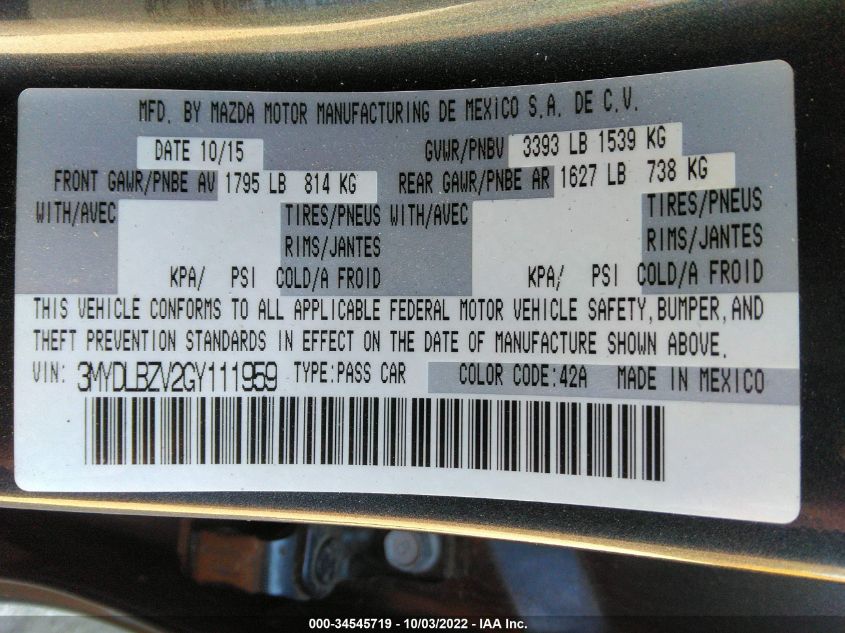 MFD. BY MAZDA MOTOR MANUFACTURING DE MEXICO S.A. DE C.V.
DATE 10/15 GVWR/PNBV 3393 LB 1539 KG
FRONT GAWR/PNBE AV 1795 LB 814 KG REAR GAWR/PNBE AR 1627 LB 738 KG
WITH/AVEC TIRES/PNEUS WITH/AVEC TIRES/PNEUS
RIMS/JANTES RIMS/JANTES
KPA/ PSI COLD/A FROID KPA/ PSI COLD/A FROID
THIS VEHICLE CONFORMS TO ALL APPLICABLE FEDERAL MOTOR VEHICLE SAFETY, BUMPER, AND
THEFT PREVENTION STANDARDS IN EFFECT ON THE DATE OF MANUFACTURE SHOWN ABOVE.
VIN: 3MYDLBZV2GY111959 TYPE:PASS CAR COLOR CODE:42A MADE IN MEXICO
000-34545719 - 10/03/2022 - IAA Inc.